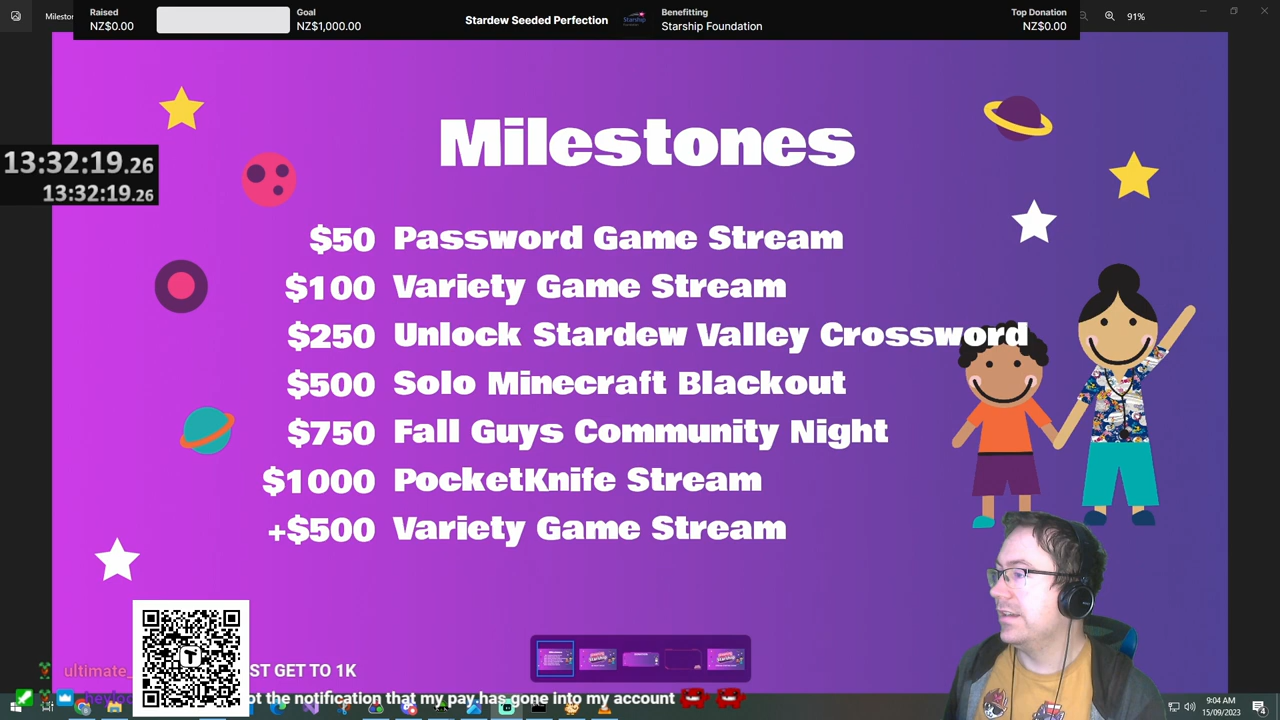 Milestor
Raised
NZ$0.00
Goal
NZ$1,000.00
Stardew Seeded Perfection
Starship
Benefitting
Starship Foundation
Top Donation
NZ$0.00
91%
Milestones
13:32:19.26
13:32:19.26
$50 Password Game Stream
$100 Variety Game Stream
$250 Unlock Stardew Valley Crossword
$500 Solo Minecraft Blackout
$750 Fall Guys Community Night
$1000 PocketKnife Stream
+$500 Variety Game Stream
ultimate_ ST GET TO 1K
ot the notification that my pay has gone into my account
9:04 AM
15/09/2023